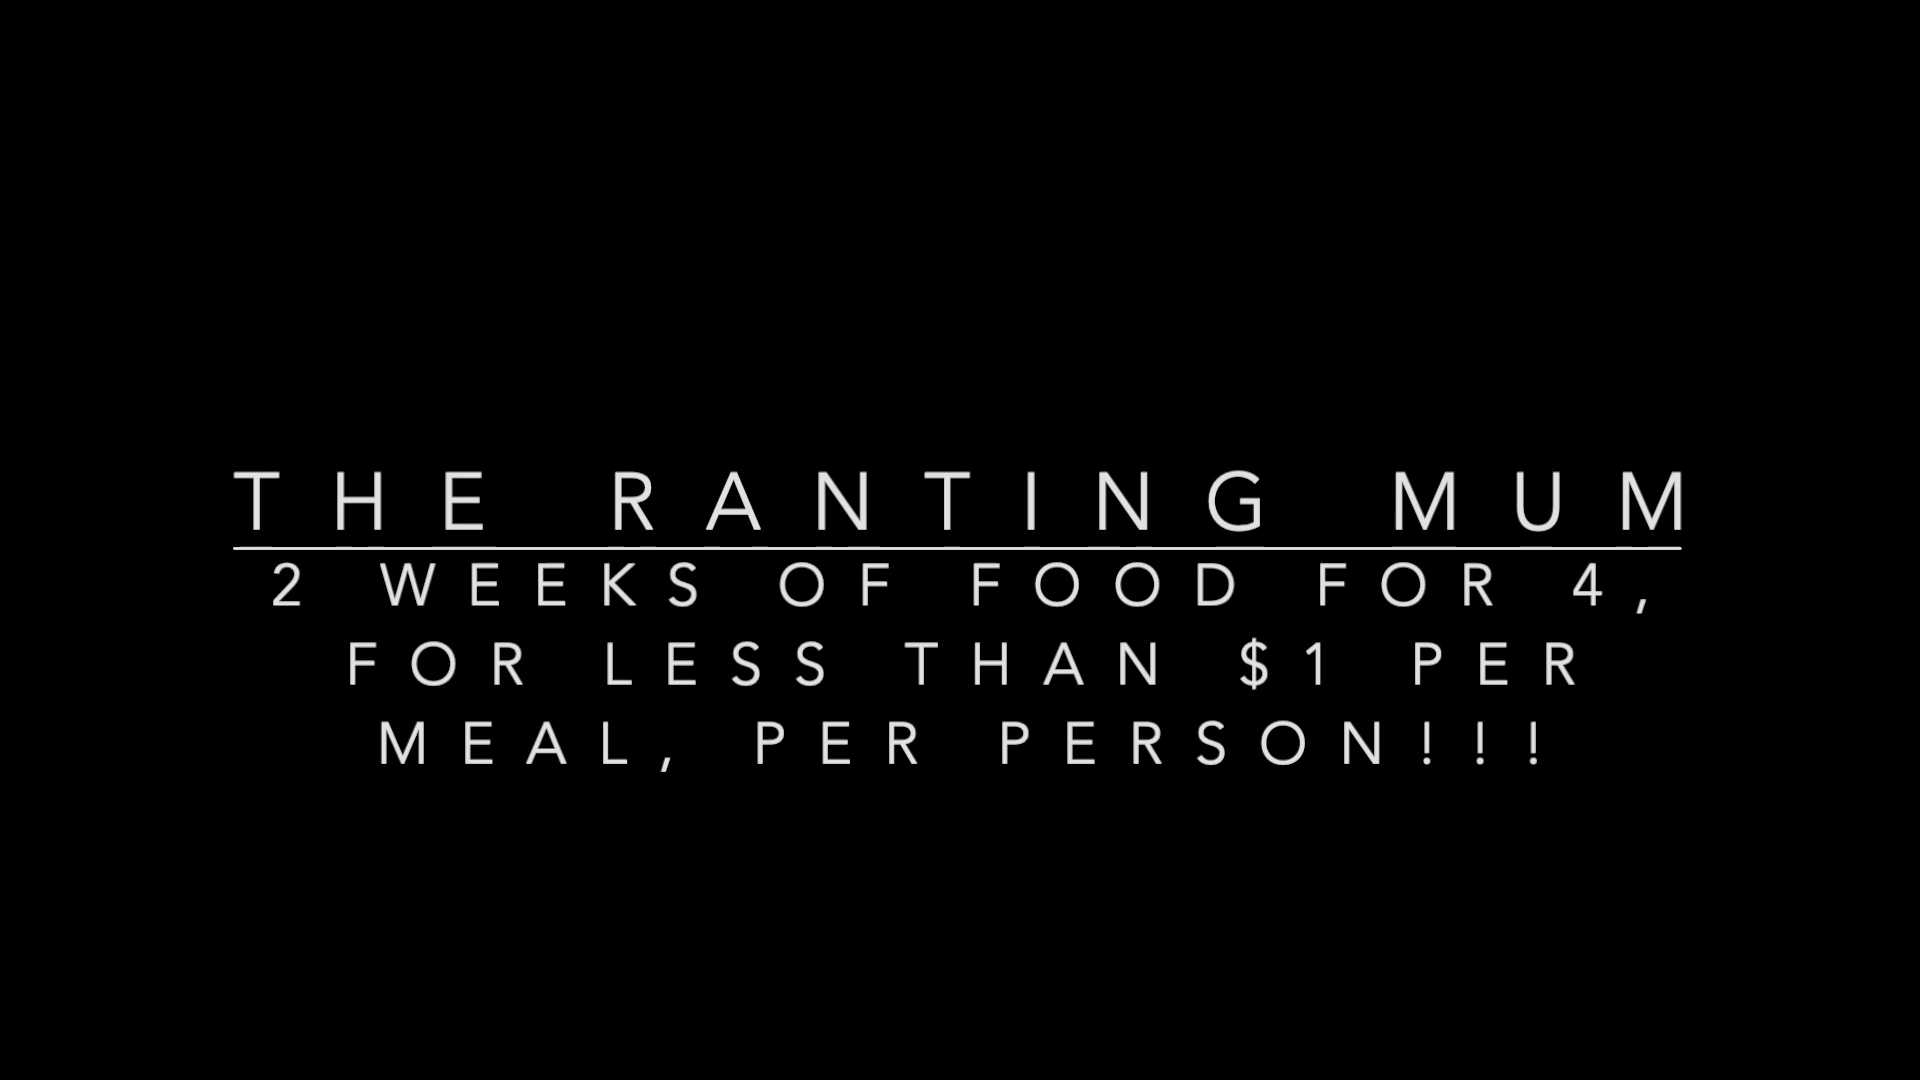 THE RANTING MUM
2 WEEKS OF FOOD FOR 4,
FOR LESS THAN $1 PER
MEAL, PER PERSON!!!